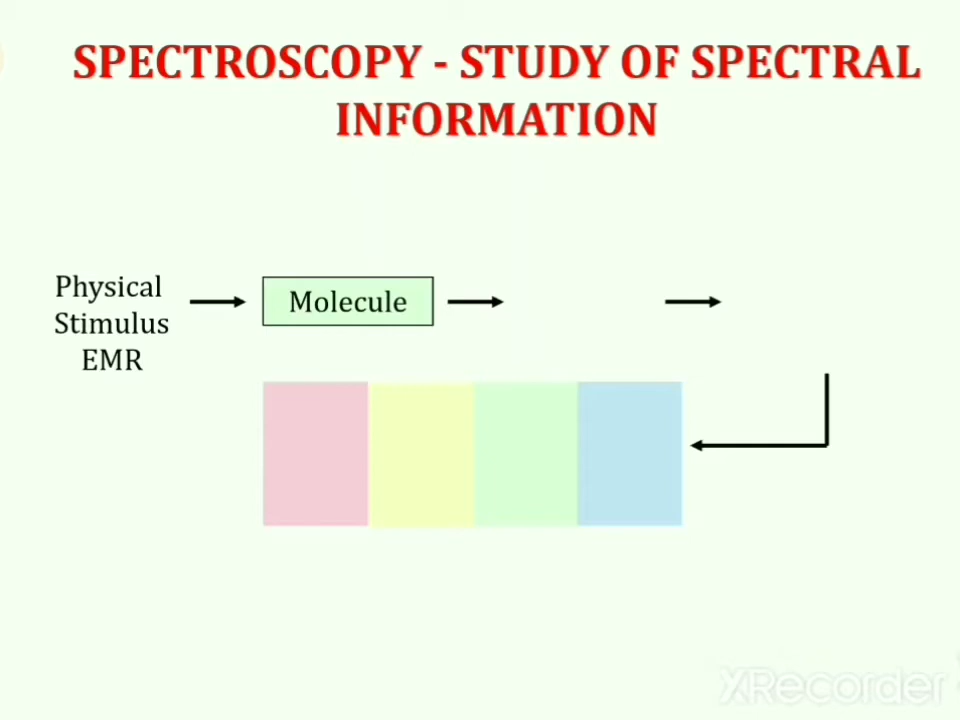 SPECTROSCOPY - STUDY OF SPECTRAL
INFORMATION
Physical
Stimulus
EMR
Molecule
XRecorder